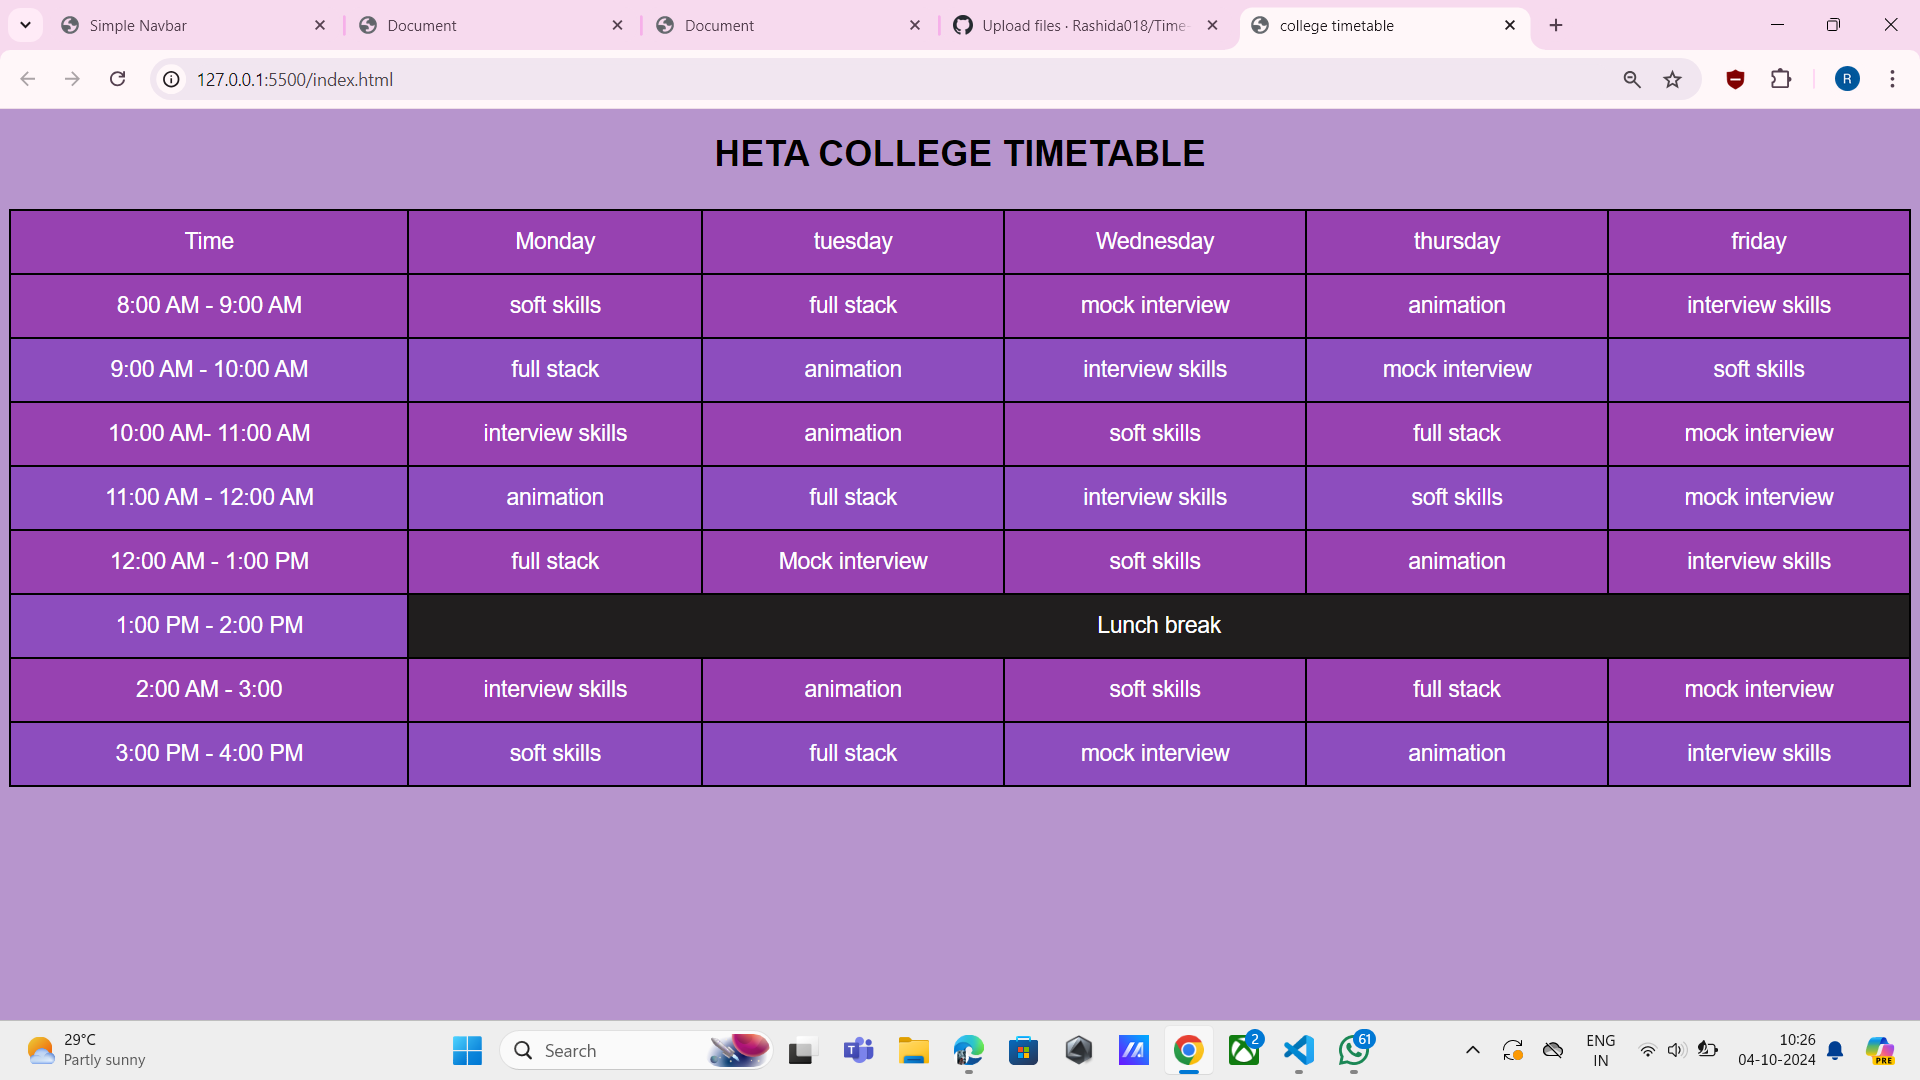 Simple Navbar
Document
Document
Upload files · Rashida018/Time-
college timetable
127.0.0.1:5500/index.html
R
HETA COLLEGE TIMETABLE
Time Monday tuesday Wednesday thursday friday
8:00 AM - 9:00 AM soft skills full stack mock interview animation interview skills
9:00 AM - 10:00 AM full stack animation interview skills mock interview soft skills
10:00 AM- 11:00 AM interview skills animation soft skills full stack mock interview
11:00 AM - 12:00 AM animation full stack interview skills soft skills mock interview
12:00 AM - 1:00 PM full stack Mock interview soft skills animation interview skills
1:00 PM - 2:00 PM Lunch break
2:00 AM - 3:00 interview skills animation soft skills full stack mock interview
3:00 PM - 4:00 PM soft skills full stack mock interview animation interview skills
29°C
Partly sunny
Search
2
61
ENG
IN
10:26
04-10-2024
PRE